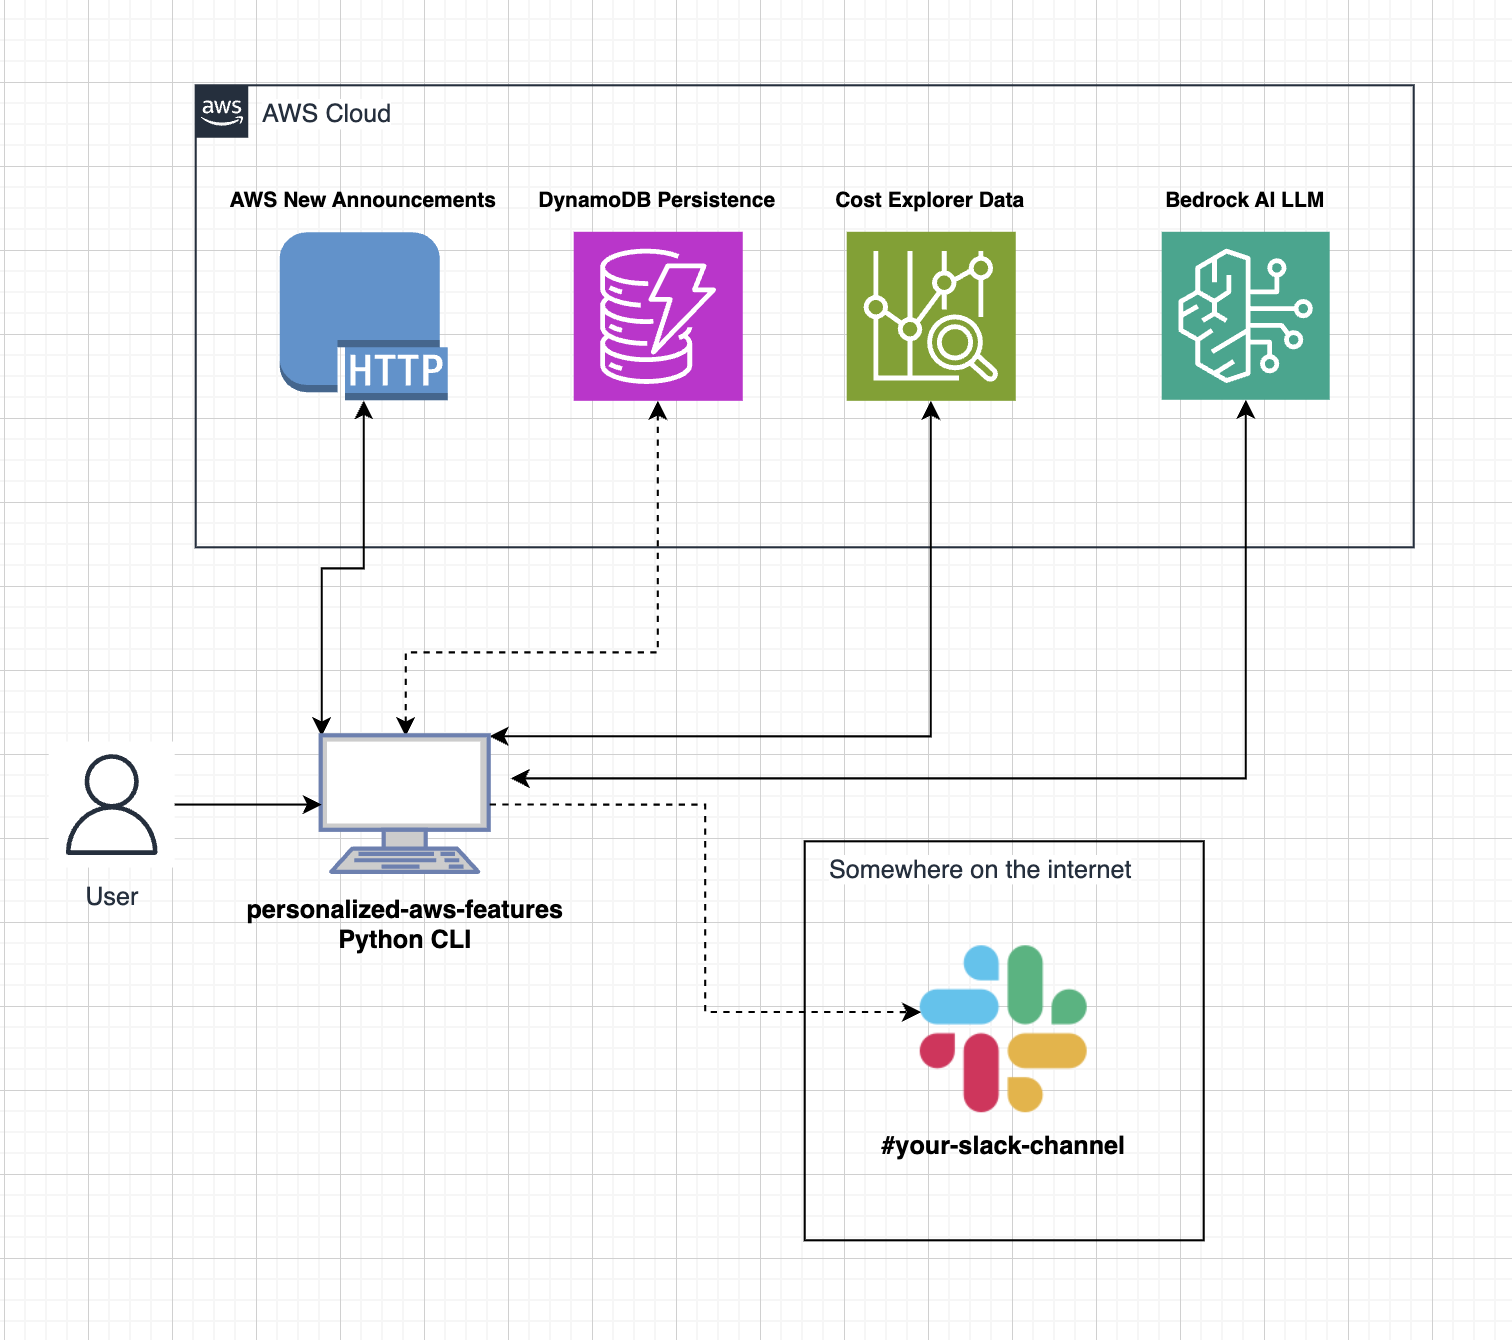 aws
AWS Cloud
AWS New Announcements
DynamoDB Persistence
Cost Explorer Data
Bedrock AI LLM
HTTP
User
personalized-aws-features
Python CLI
Somewhere on the internet
#your-slack-channel